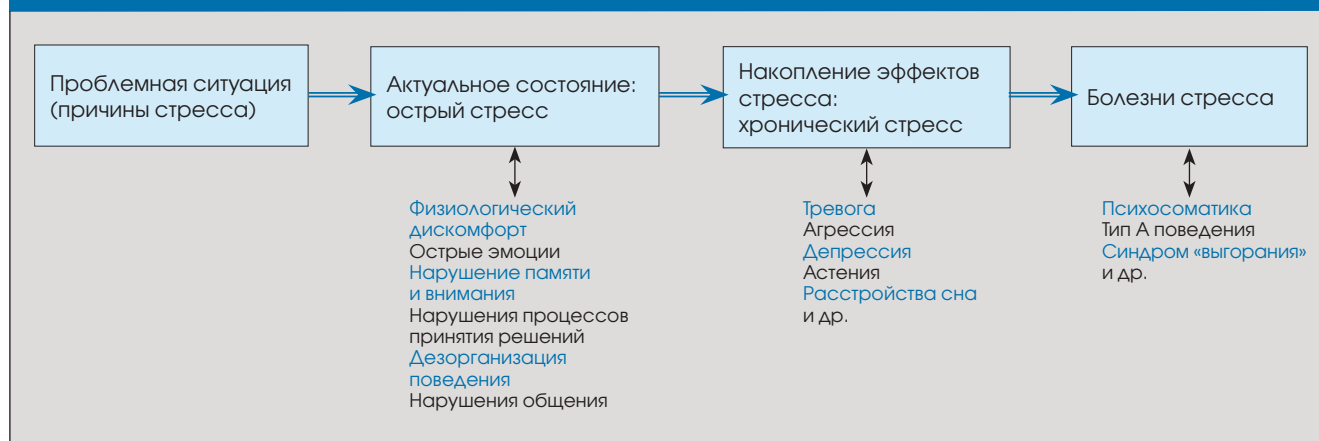 Проблемная ситуация
(причины стресса)
Актуальное состояние:
острый стресс
Накопление эффектов
стресса:
хронический стресс
Болезни стресса
Физиологический
дискомфорт
Острые эмоции
Нарушение памяти
и внимания
Нарушения процессов
принятия решений
Дезорганизация
поведения
Нарушения общения
Тревога
Агрессия
Депрессия
Астения
Расстройства сна
и др.
Психосоматика
Тип А поведения
Синдром «выгорания»
и др.